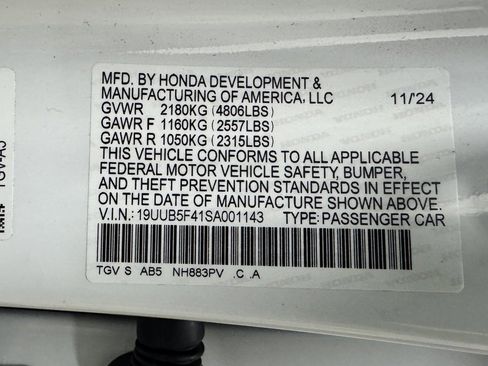 MFD. BY HONDA DEVELOPMENT &
MANUFACTURING OF AMERICA, LLC 11/'24
GVWR 2180KG (4806LBS)
GAWR F 1160KG (2557LBS)
GAWR R 1050KG (2315LBS)
THIS VEHICLE CONFORMS TO ALL APPLICABLE
FEDERAL MOTOR VEHICLE SAFETY, BUMPER,
AND THEFT PREVENTION STANDARDS IN EFFECT
ON THE DATE OF MANUFACTURE SHOWN ABOVE.
V.I.N.: 19UUB5F41SA001143 TYPE: PASSENGER CAR
TGV S AB5 NH883PV .C .A
TGV-A5